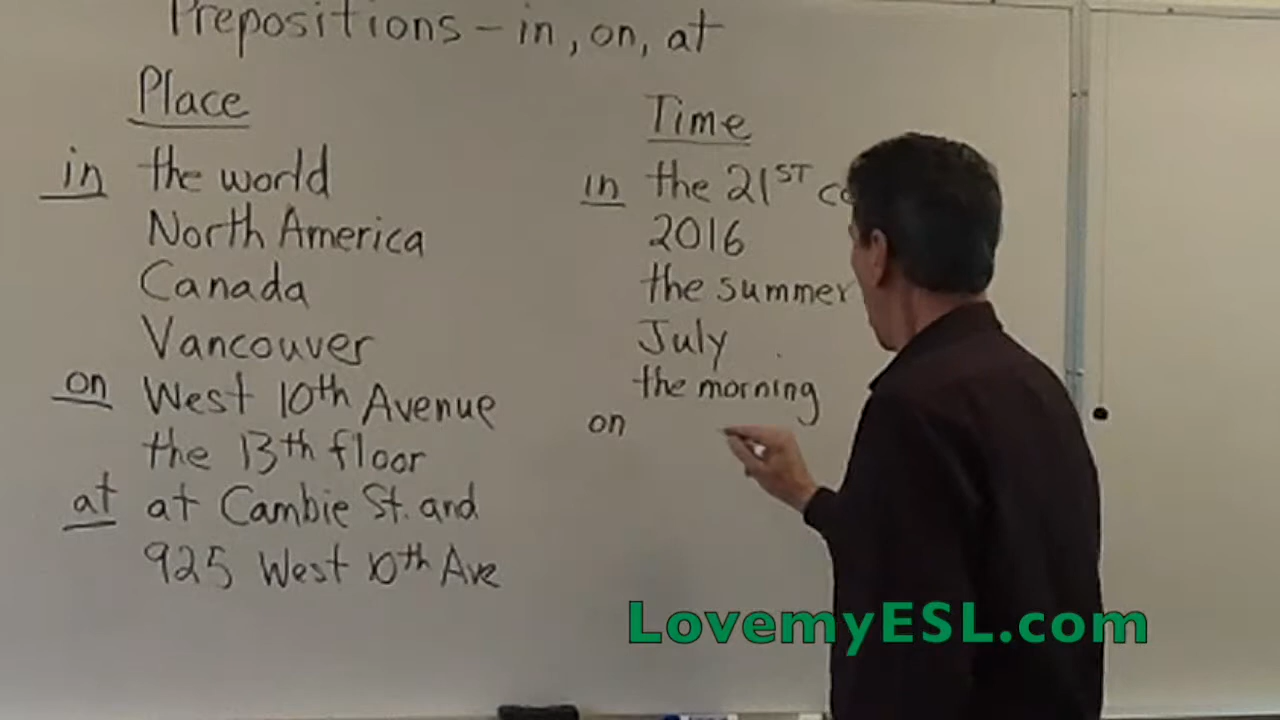 Prepositions - in, on, at
Place
in the world
North America
Canada
Vancouver
on West 10th Avenue
the 13th floor
at at Cambie St. and
925 West 10th Ave
Time
in the 21ST
2016
the summer
July
the morning
on
LovemyESL.com